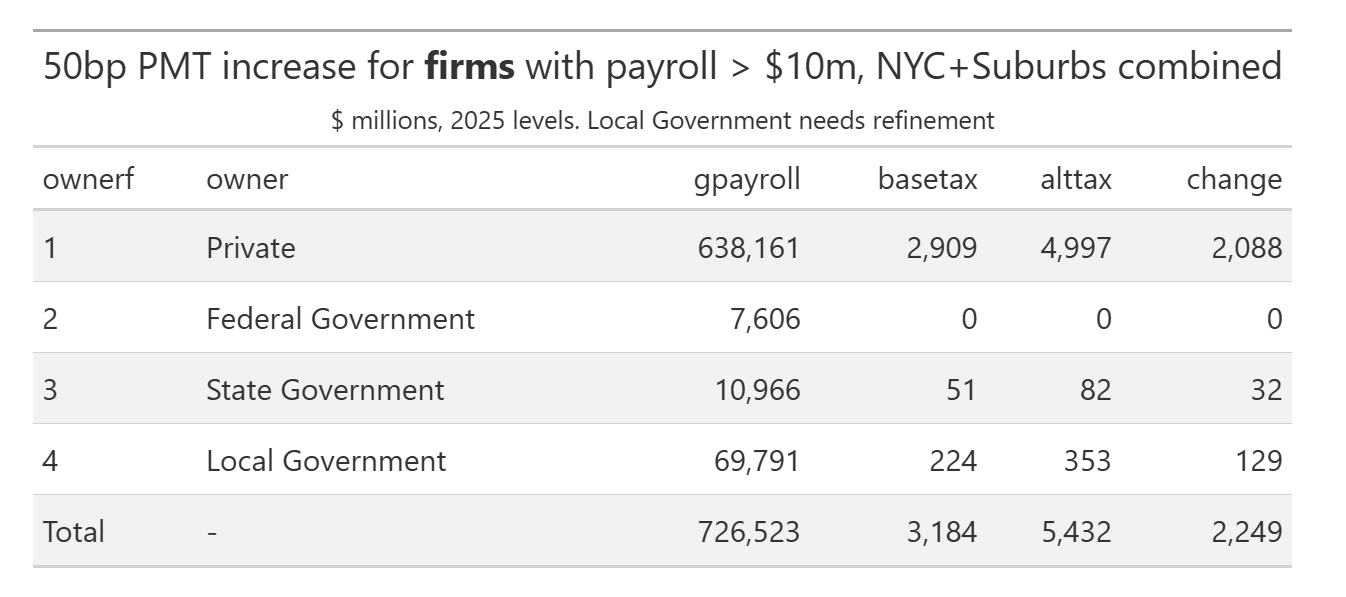 50bp PMT increase for firms with payroll > $10m, NYC+Suburbs combined
$ millions, 2025 levels. Local Government needs refinement
ownerf owner gpayroll basetax alttax change
1 Private 638,161 2,909 4,997 2,088
2 Federal Government 7,606 0 0 0
3 State Government 10,966 51 82 32
4 Local Government 69,791 224 353 129
Total - 726,523 3,184 5,432 2,249